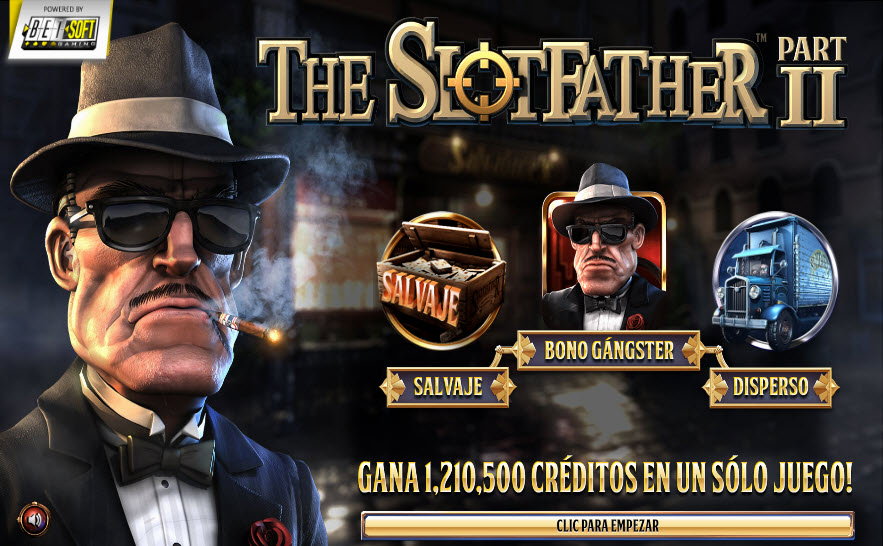 POWERED BY
BETSOFT
GAMING
THE SLOTFATHER™ PART II
SALVAJE
BONO GÁNGSTER
SALVAJE
DISPERSO
GANA 1,210,500 CRÉDITOS EN UN SÓLO JUEGO!
CLIC PARA EMPEZAR